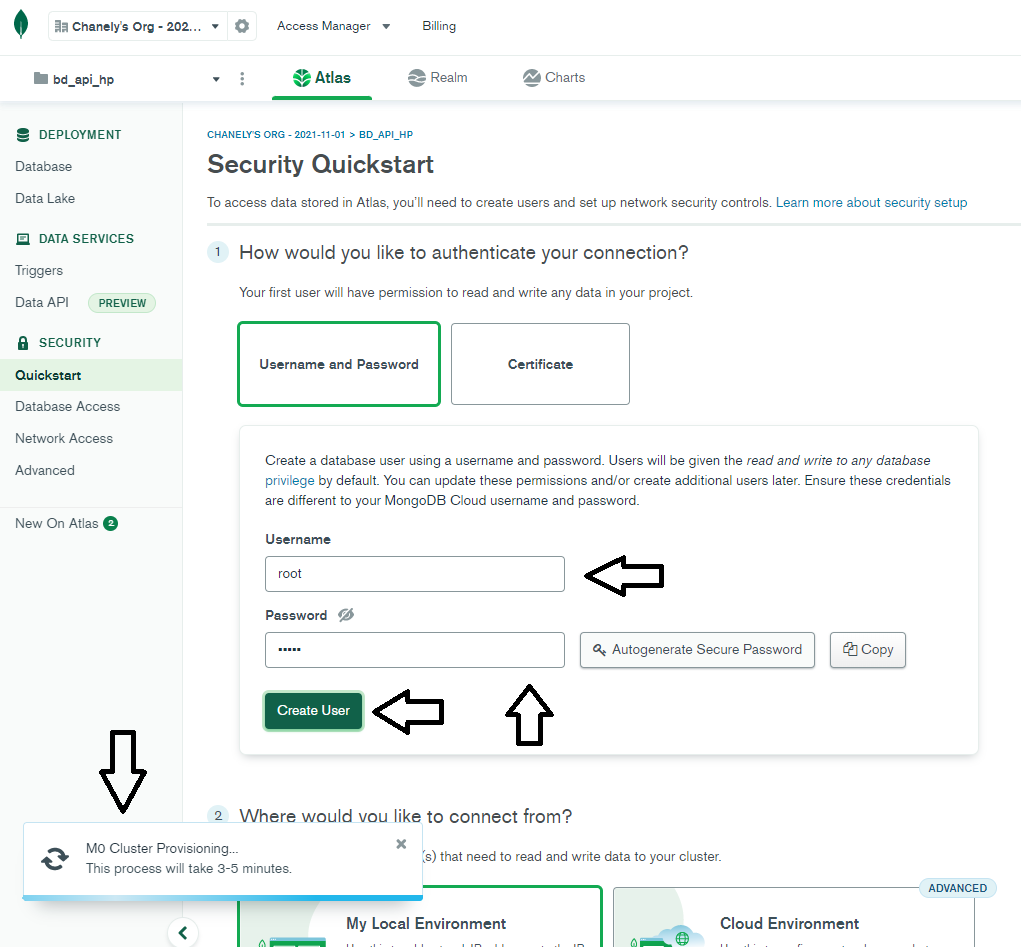 Chanely's Org - 202...
Access Manager
Billing
bd_api_hp
Atlas
Realm
Charts
DEPLOYMENT
Database
Data Lake
DATA SERVICES
Triggers
Data API PREVIEW
SECURITY
Quickstart
Database Access
Network Access
Advanced
New On Atlas 2
CHANELY'S ORG - 2021-11-01 > BD_API_HP
Security Quickstart
To access data stored in Atlas, you'll need to create users and set up network security controls. Learn more about security setup
1 How would you like to authenticate your connection?
Your first user will have permission to read and write any data in your project.
Username and Password
Certificate
Create a database user using a username and password. Users will be given the read and write to any database
privilege by default. You can update these permissions and/or create additional users later. Ensure these credentials
are different to your MongoDB Cloud username and password.
Username
root
Password
•••••
Autogenerate Secure Password
Copy
Create User
2 Where would you like to connect from?
(s) that need to read and write data to your cluster.
M0 Cluster Provisioning...
This process will take 3-5 minutes.
ADVANCED
My Local Environment
Cloud Environment